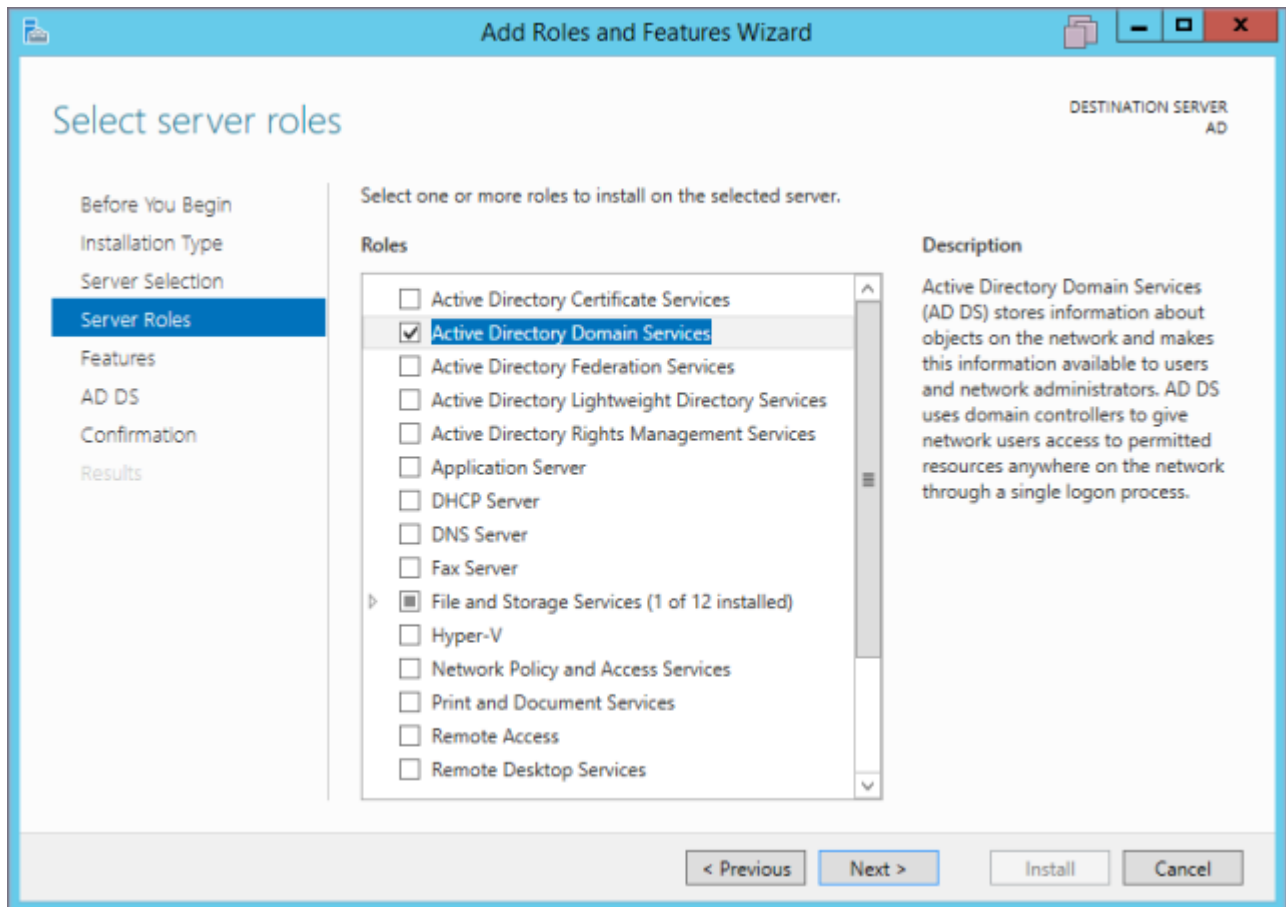 Add Roles and Features Wizard
Select server roles
DESTINATION SERVER
AD
Before You Begin
Installation Type
Server Selection
Server Roles
Features
AD DS
Confirmation
Results
Select one or more roles to install on the selected server.
Roles
Active Directory Certificate Services
Active Directory Domain Services
Active Directory Federation Services
Active Directory Lightweight Directory Services
Active Directory Rights Management Services
Application Server
DHCP Server
DNS Server
Fax Server
File and Storage Services (1 of 12 installed)
Hyper-V
Network Policy and Access Services
Print and Document Services
Remote Access
Remote Desktop Services
Description
Active Directory Domain Services
(AD DS) stores information about
objects on the network and makes
this information available to users
and network administrators. AD DS
uses domain controllers to give
network users access to permitted
resources anywhere on the network
through a single logon process.
< Previous
Next >
Install
Cancel